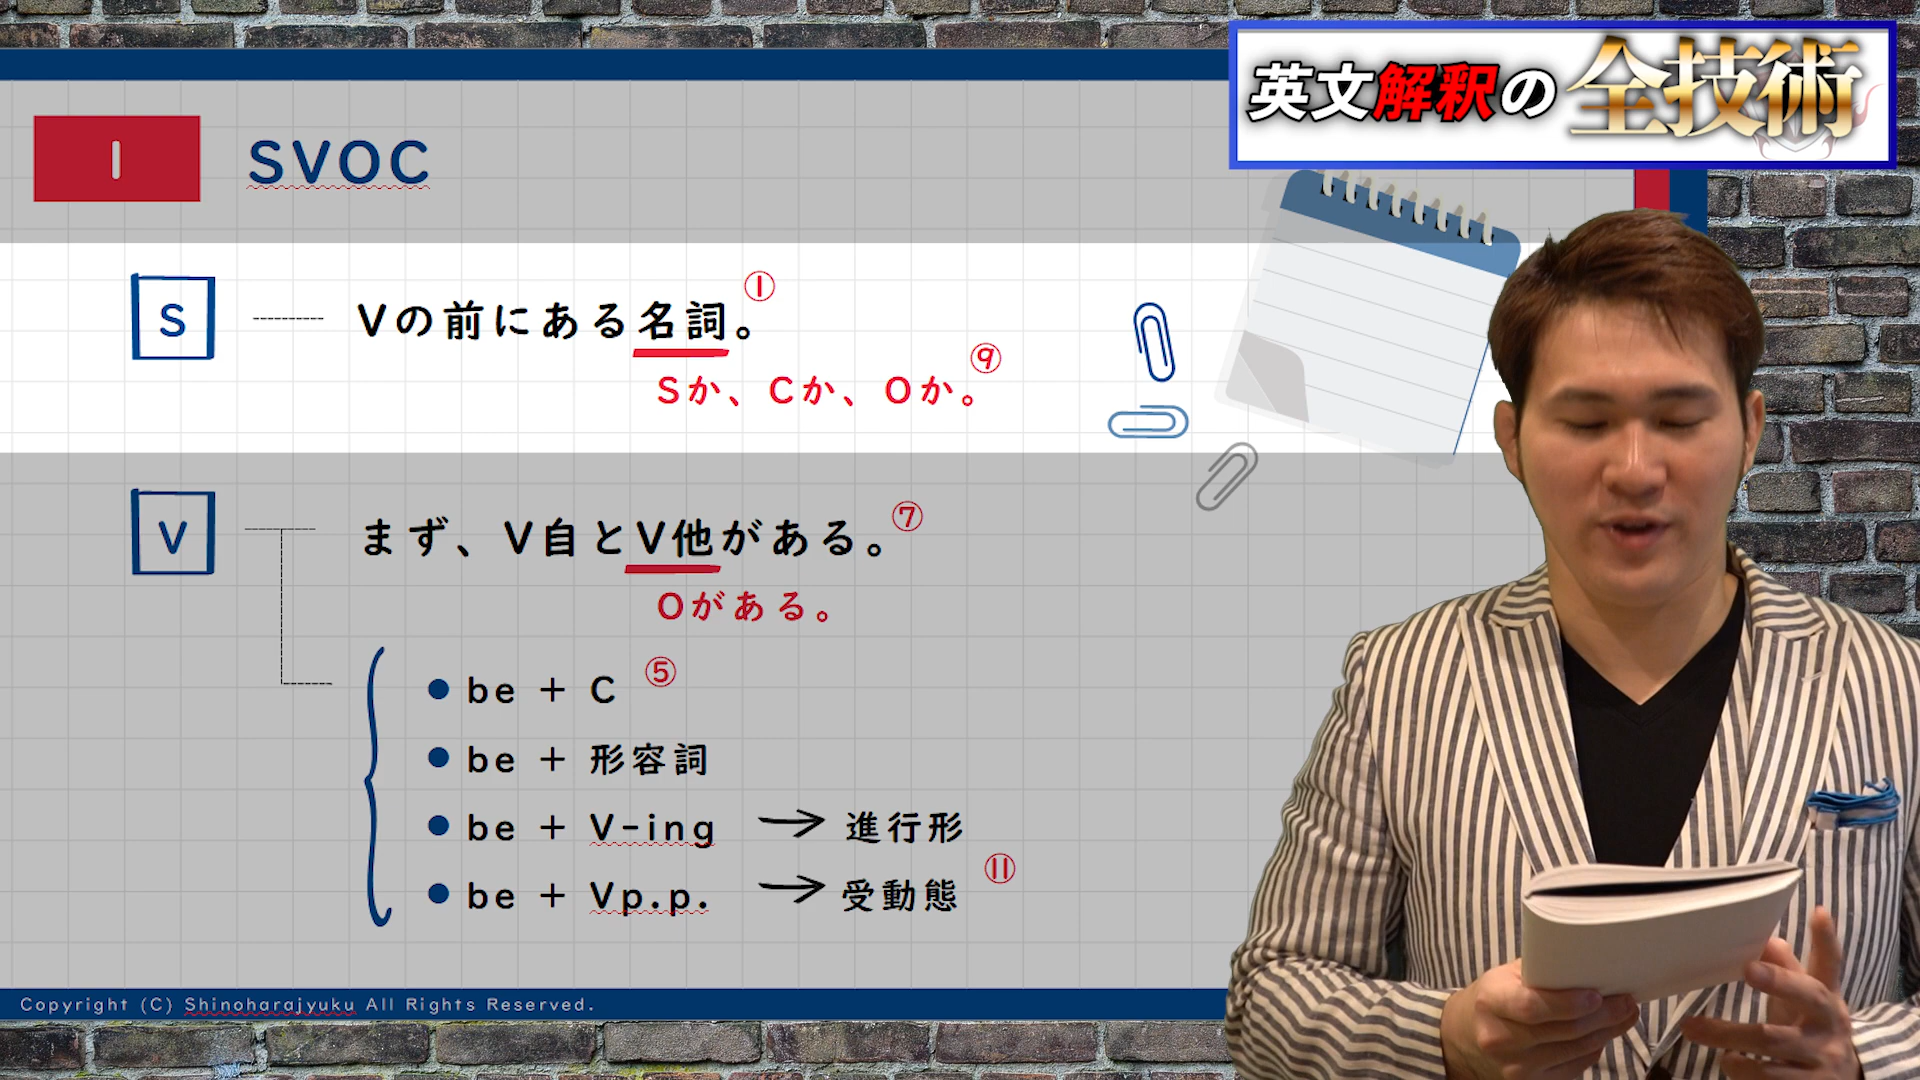 英文解釈の全技術
1 SVOC
S Vの前にある名詞。①
Sか、Cか、Oか。⑨
V まず、V自とV他がある。⑦
Oがある。
● be + C ⑤
● be + 形容詞
● be + V-ing → 進行形
● be + Vp.p. → 受動態 ⑪
Copyright (C) Shinoharajyuku All Rights Reserved.